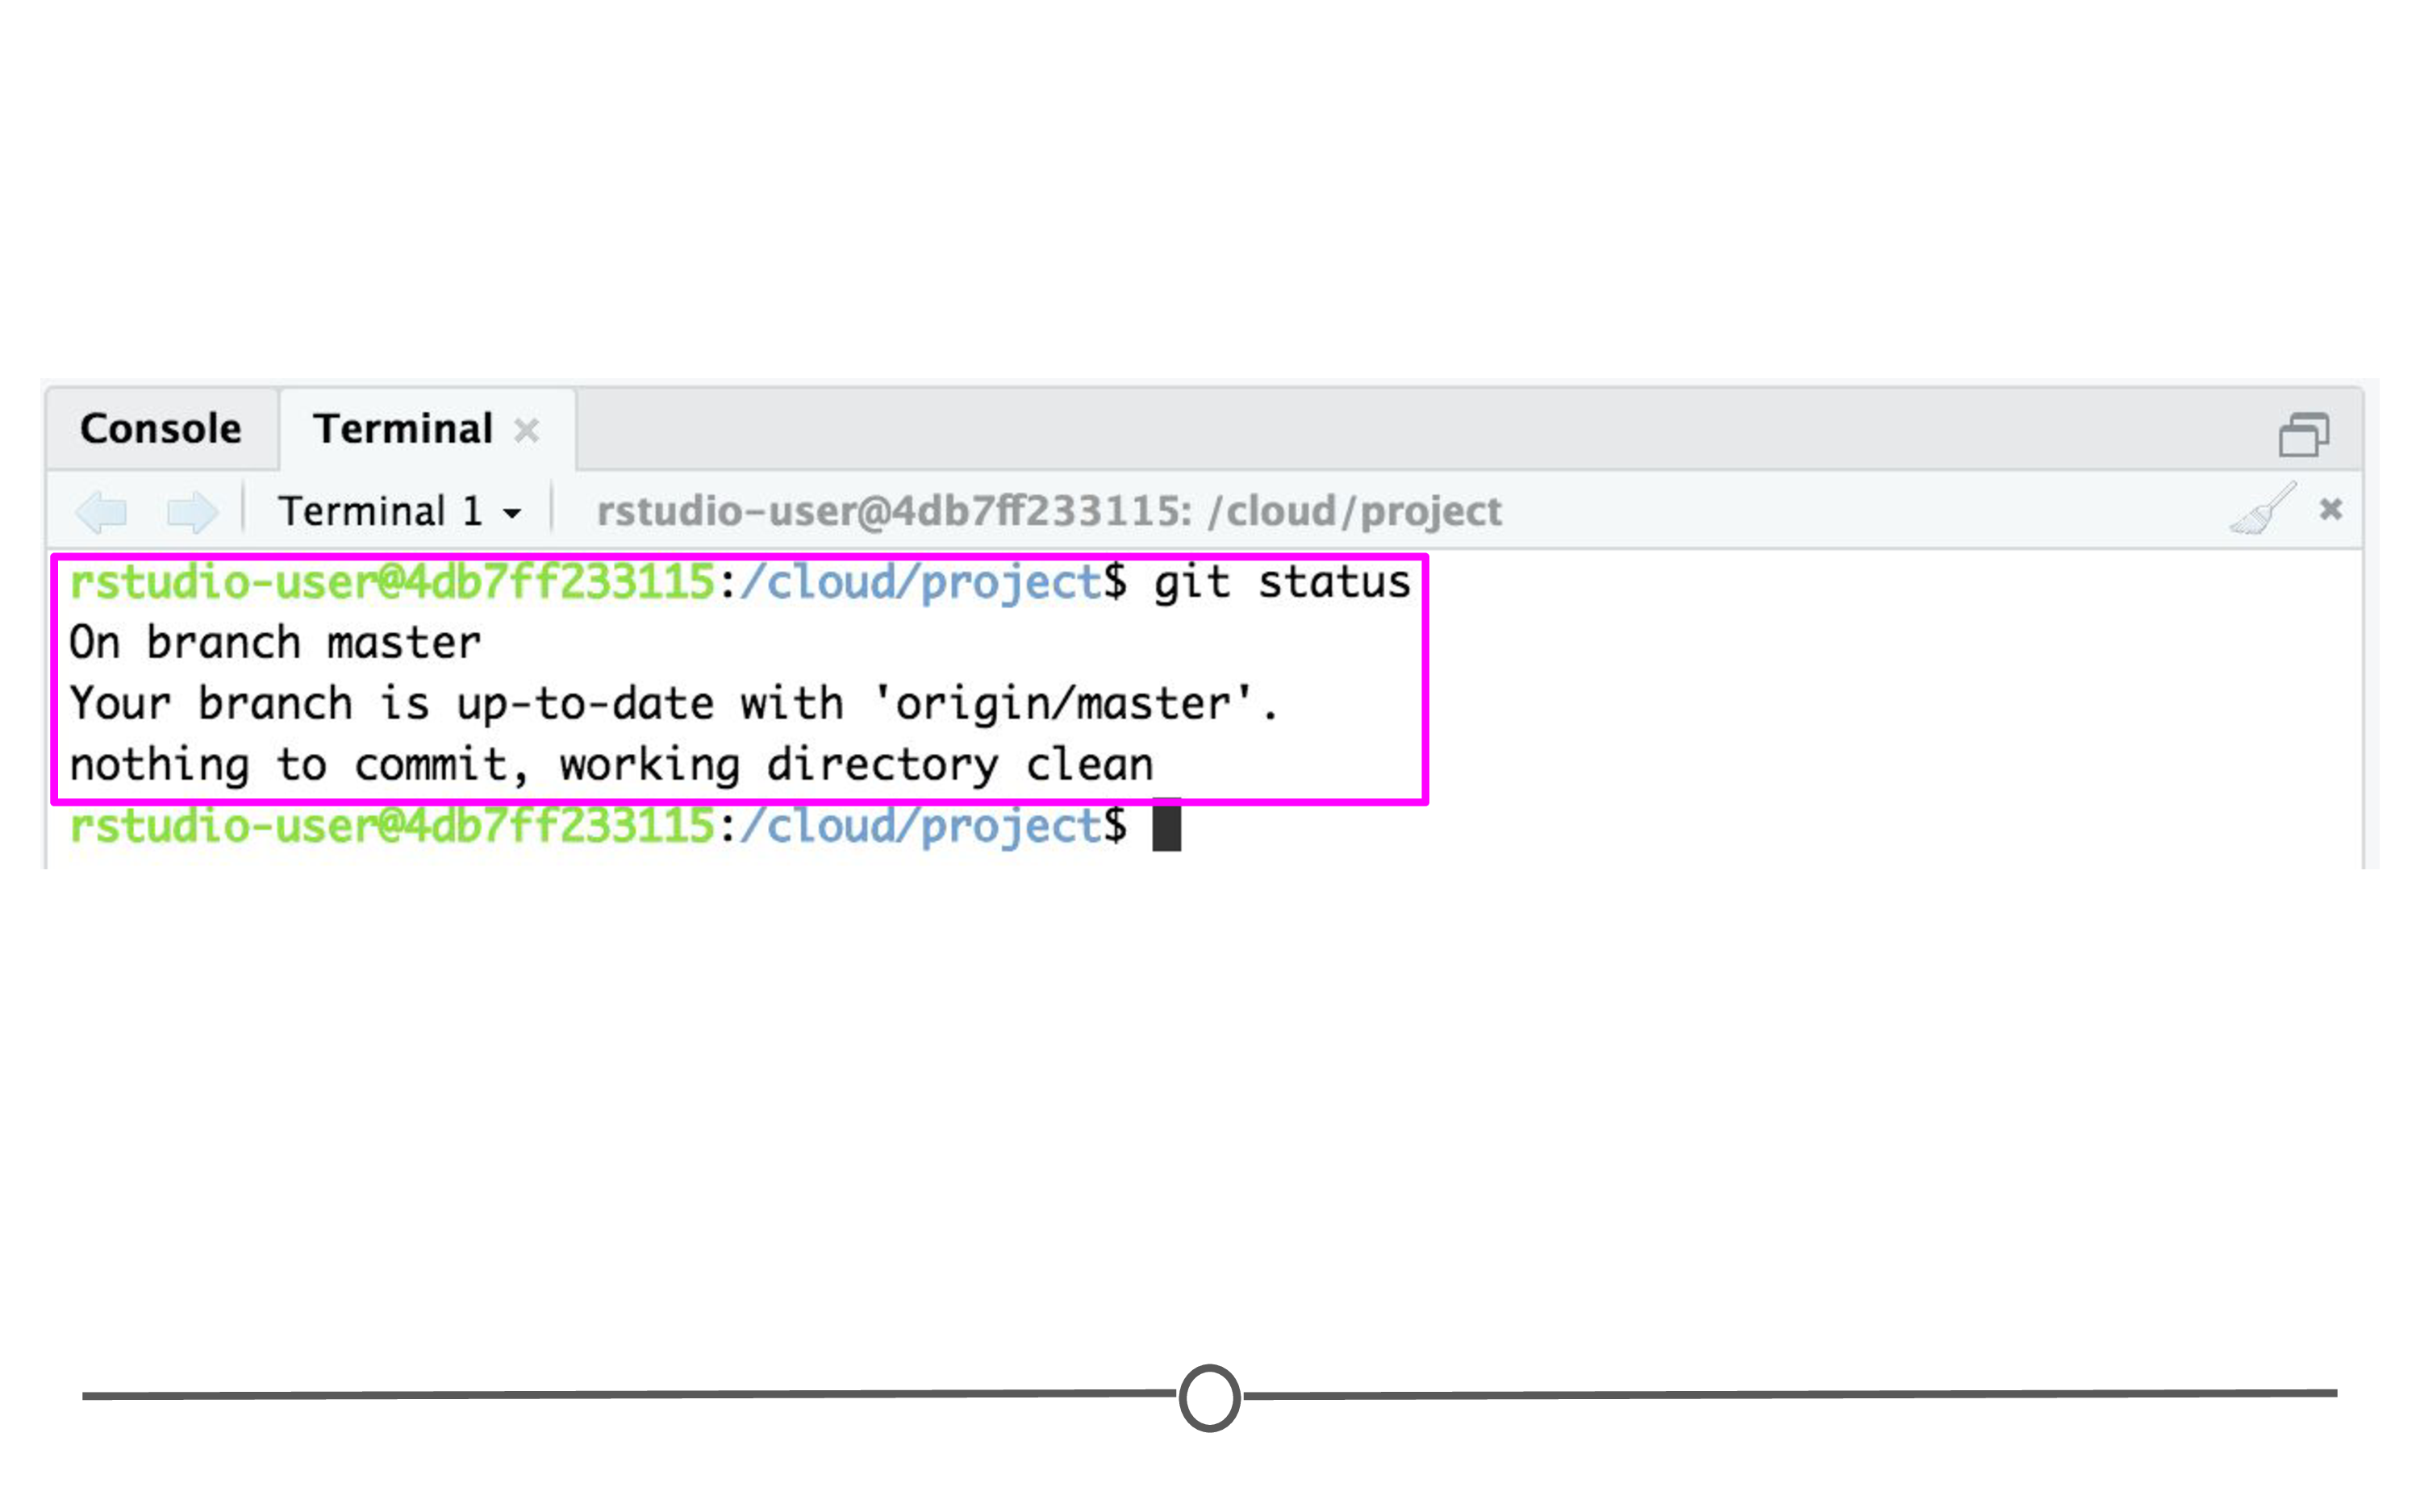 Console Terminal
Terminal 1 rstudio-user@4db7ff233115: /cloud/project
rstudio-user@4db7ff233115:/cloud/project$ git status
On branch master
Your branch is up-to-date with 'origin/master'.
nothing to commit, working directory clean
rstudio-user@4db7ff233115:/cloud/project$